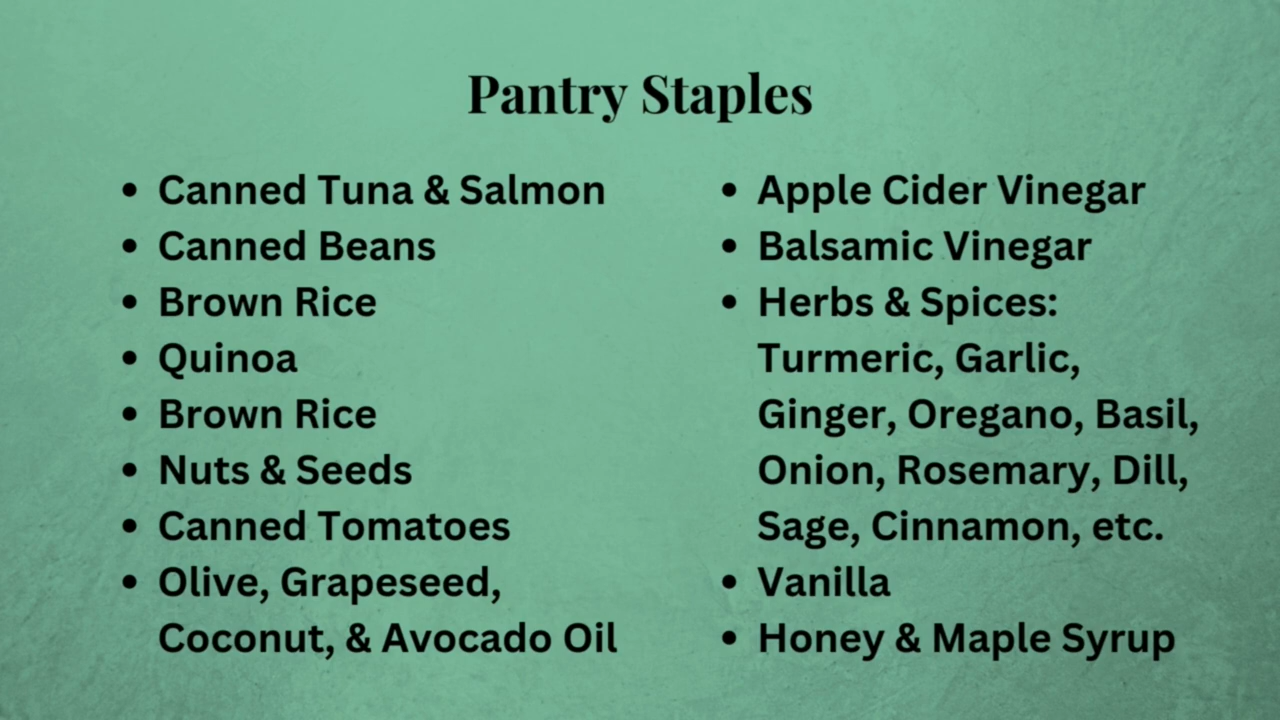 Pantry Staples
• Canned Tuna & Salmon
• Canned Beans
• Brown Rice
• Quinoa
• Brown Rice
• Nuts & Seeds
• Canned Tomatoes
• Olive, Grapeseed,
Coconut, & Avocado Oil
• Apple Cider Vinegar
• Balsamic Vinegar
• Herbs & Spices:
Turmeric, Garlic,
Ginger, Oregano, Basil,
Onion, Rosemary, Dill,
Sage, Cinnamon, etc.
• Vanilla
• Honey & Maple Syrup